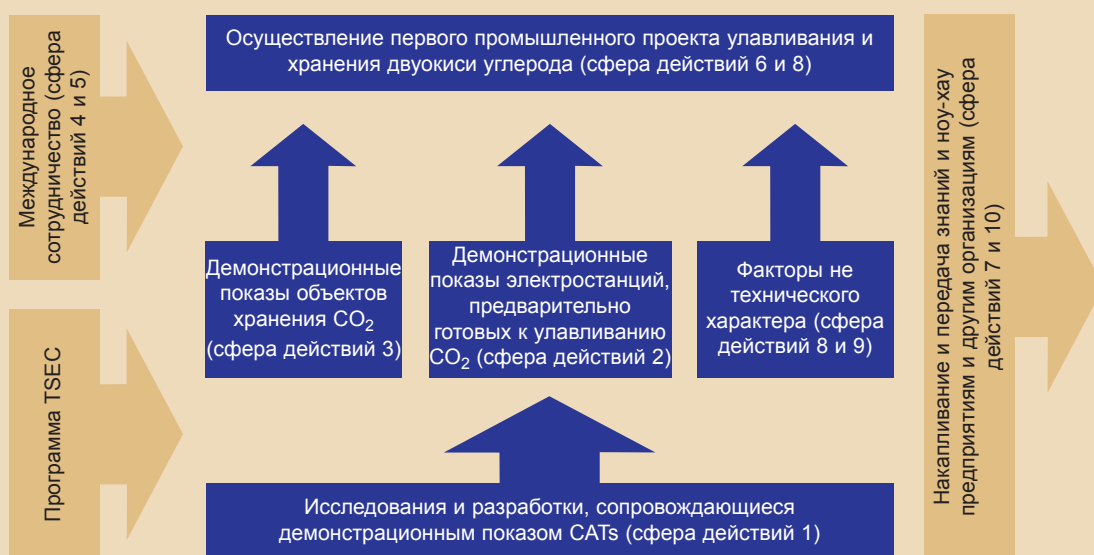 Международное
сотрудничество (сфера
действий 4 и 5)
Осуществление первого промышленного проекта улавливания и
хранения двуокиси углерода (сфера действий 6 и 8)
Демонстрационные
показы объектов
хранения CO₂
(сфера действий 3)
Демонстрационные
показы электростанций,
предварительно
готовых к улавливанию
CO₂ (сфера действий 2)
Факторы не
технического
характера (сфера
действий 8 и 9)
Программа TSEC
Исследования и разработки, сопровождающиеся
демонстрационным показом CATs (сфера действий 1)
Накапливание и передача знаний и ноу-хау
предприятиям и другим организациям (сфера
действий 7 и 10)